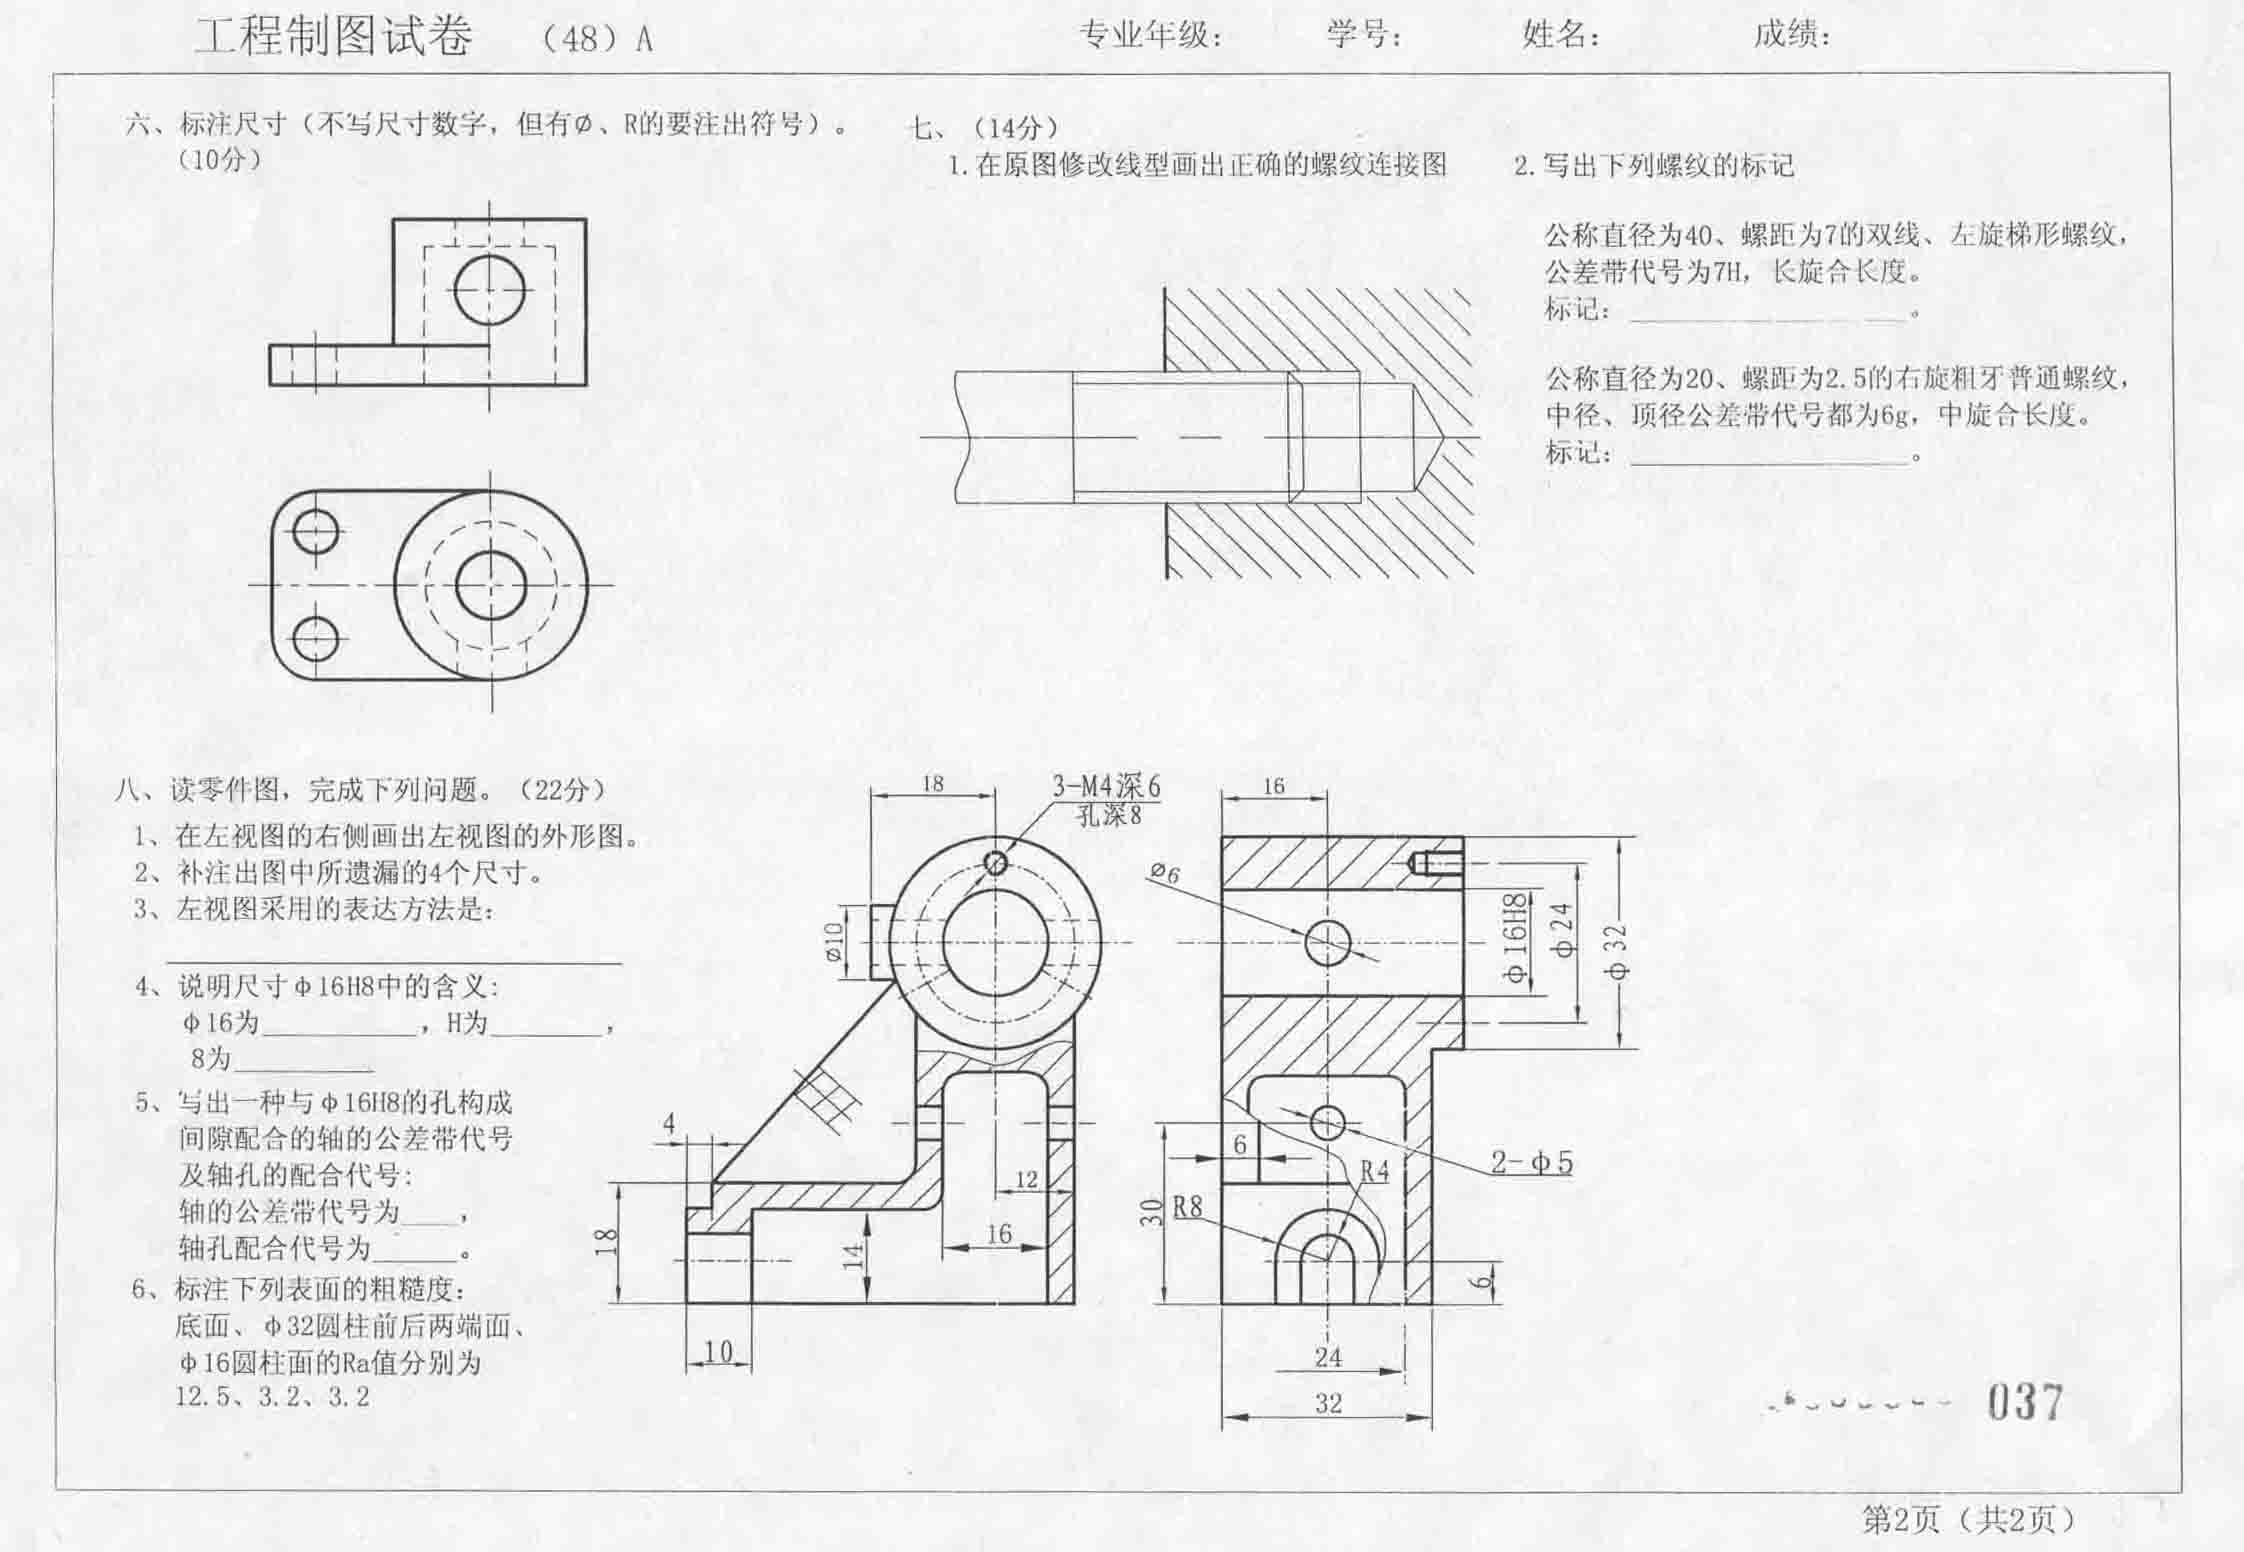 工程制图试卷 （48）A 专业年级： 学号： 姓名： 成绩：
六、标注尺寸（不写尺寸数字，但有Ø、R的要注出符号）。
（10分）
七、（14分）
1.在原图修改线型画出正确的螺纹连接图
2.写出下列螺纹的标记
公称直径为40、螺距为7的双线、左旋梯形螺纹，
公差带代号为7H，长旋合长度。
标记：____________________。
公称直径为20、螺距为2.5的右旋粗牙普通螺纹，
中径、顶径公差带代号都为6g，中旋合长度。
标记：____________________。
八、读零件图，完成下列问题。（22分）
1、在左视图的右侧画出左视图的外形图。
2、补注出图中所遗漏的4个尺寸。
3、左视图采用的表达方法是：
4、说明尺寸φ16H8中的含义：
φ16为___________，H为________，
8为__________
5、写出一种与φ16H8的孔构成
间隙配合的轴的公差带代号
及轴孔的配合代号：
轴的公差带代号为____，
轴孔配合代号为______。
6、标注下列表面的粗糙度：
底面、φ32圆柱前后两端面、
φ16圆柱面的Ra值分别为
12.5、3.2、3.2
18
3-M4深6
孔深8
Ø10
4
12
16
18
14
10
16
Ø6
φ16H8
φ24
φ32
6
2-φ5
R4
R8
30
6
24
32
037
第2页（共2页）